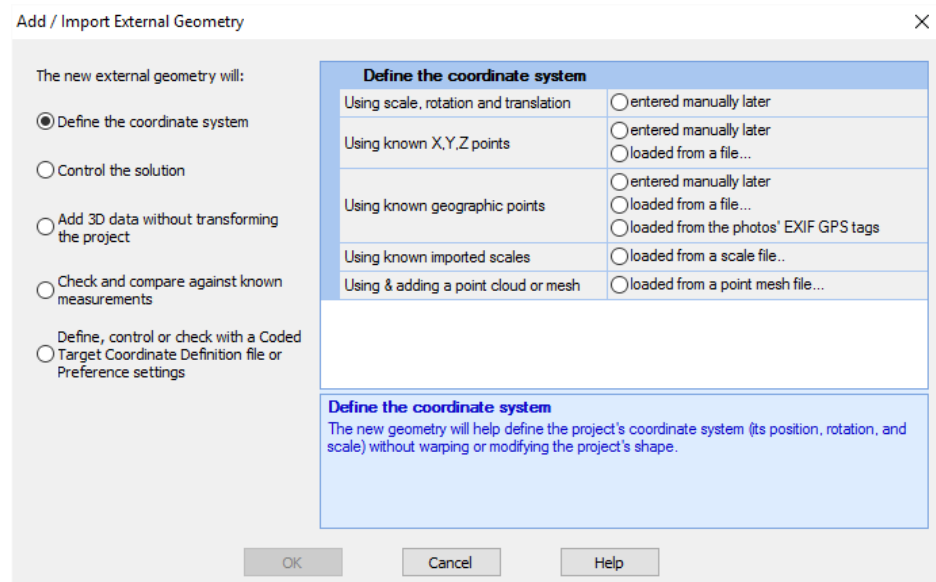 Add / Import External Geometry
The new external geometry will:
Define the coordinate system
Control the solution
Add 3D data without transforming
the project
Check and compare against known
measurements
Define, control or check with a Coded
Target Coordinate Definition file or
Preference settings
Define the coordinate system
Using scale, rotation and translation
entered manually later
Using known X,Y,Z points
entered manually later
loaded from a file...
Using known geographic points
entered manually later
loaded from a file...
loaded from the photos' EXIF GPS tags
Using known imported scales
loaded from a scale file..
Using & adding a point cloud or mesh
loaded from a point mesh file...
Define the coordinate system
The new geometry will help define the project's coordinate system (its position, rotation, and
scale) without warping or modifying the project's shape.
OK
Cancel
Help